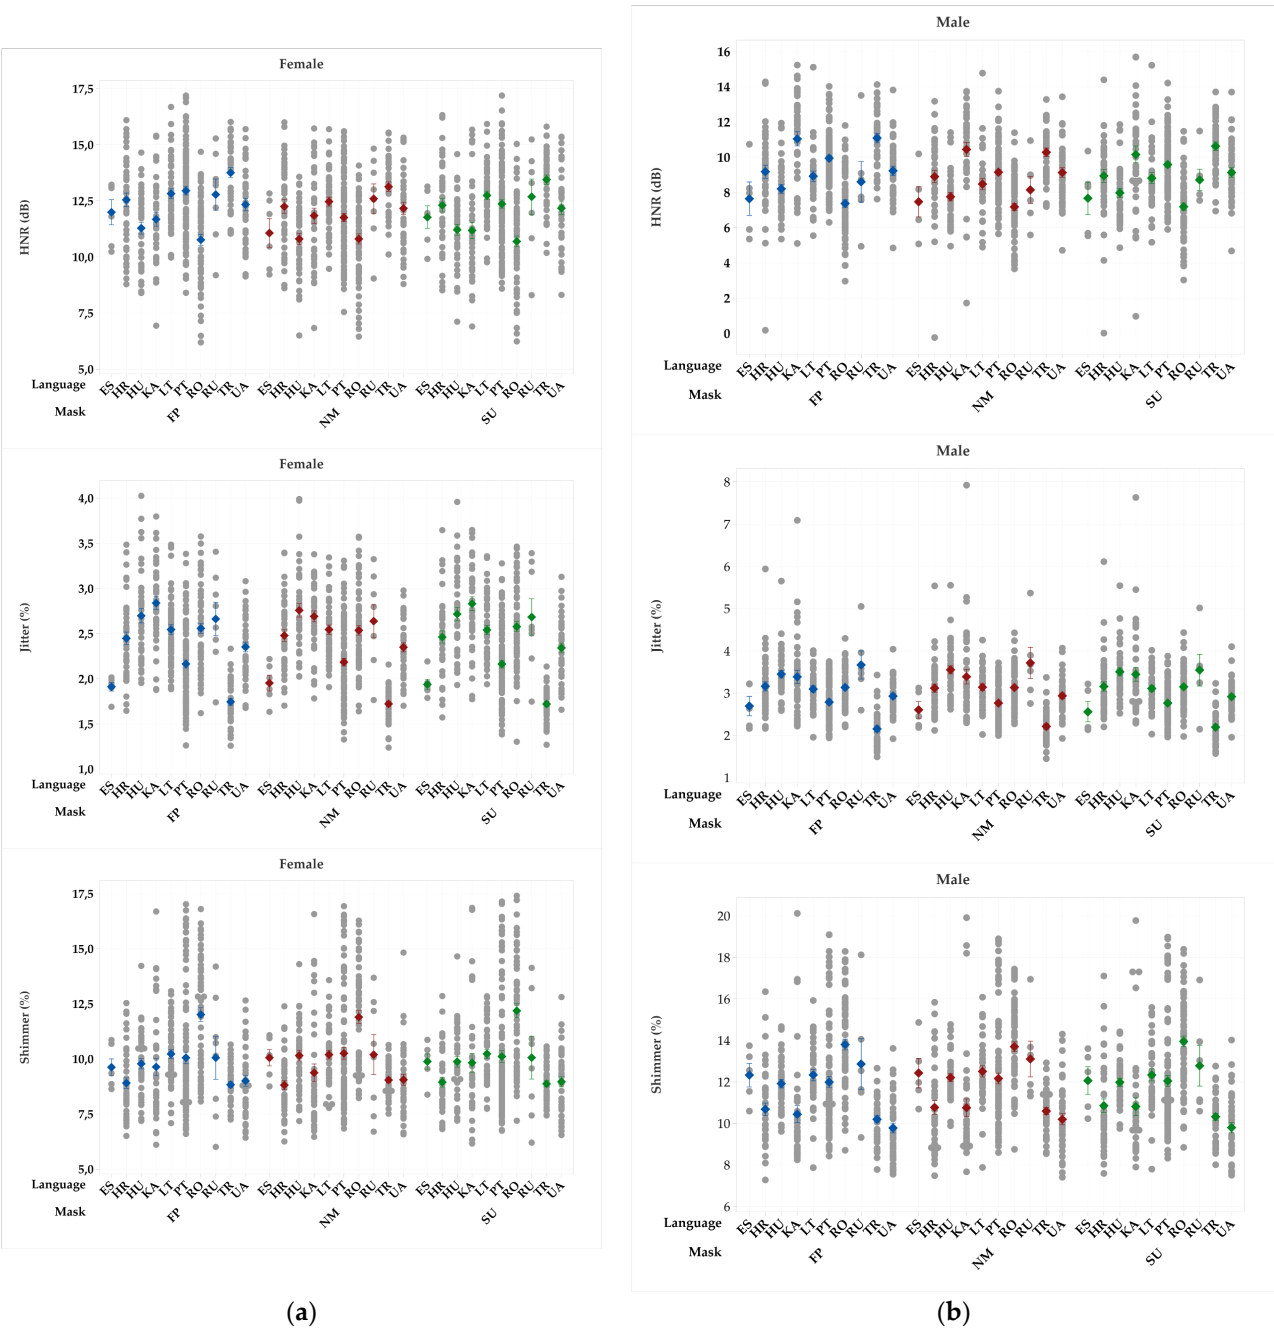 Female
17,5
15,0
12,5
10,0
7,5
5,0
HNR (dB)
Language
ES HR HU KA LT PT RO RU TR UA ES HR HU KA LT PT RO RU TR UA ES HR HU KA LT PT RO RU TR UA
Mask
FP NM SU
Female
4,0
3,5
3,0
2,5
2,0
1,5
1,0
Jitter (%)
Language
ES HR HU KA LT PT RO RU TR UA ES HR HU KA LT PT RO RU TR UA ES HR HU KA LT PT RO RU TR UA
Mask
FP NM SU
Female
17,5
15,0
12,5
10,0
7,5
5,0
Shimmer (%)
Language
ES HR HU KA LT PT RO RU TR UA ES HR HU KA LT PT RO RU TR UA ES HR HU KA LT PT RO RU TR UA
Mask
FP NM SU
(a)
Male
16
14
12
10
8
6
4
2
0
HNR (dB)
Language
ES HR HU KA LT PT RO RU TR UA ES HR HU KA LT PT RO RU TR UA ES HR HU KA LT PT RO RU TR UA
Mask
FP NM SU
Male
8
7
6
5
4
3
2
1
Jitter (%)
Language
ES HR HU KA LT PT RO RU TR UA ES HR HU KA LT PT RO RU TR UA ES HR HU KA LT PT RO RU TR UA
Mask
FP NM SU
Male
20
18
16
14
12
10
8
6
Shimmer (%)
Language
ES HR HU KA LT PT RO RU TR UA ES HR HU KA LT PT RO RU TR UA ES HR HU KA LT PT RO RU TR UA
Mask
FP NM SU
(b)